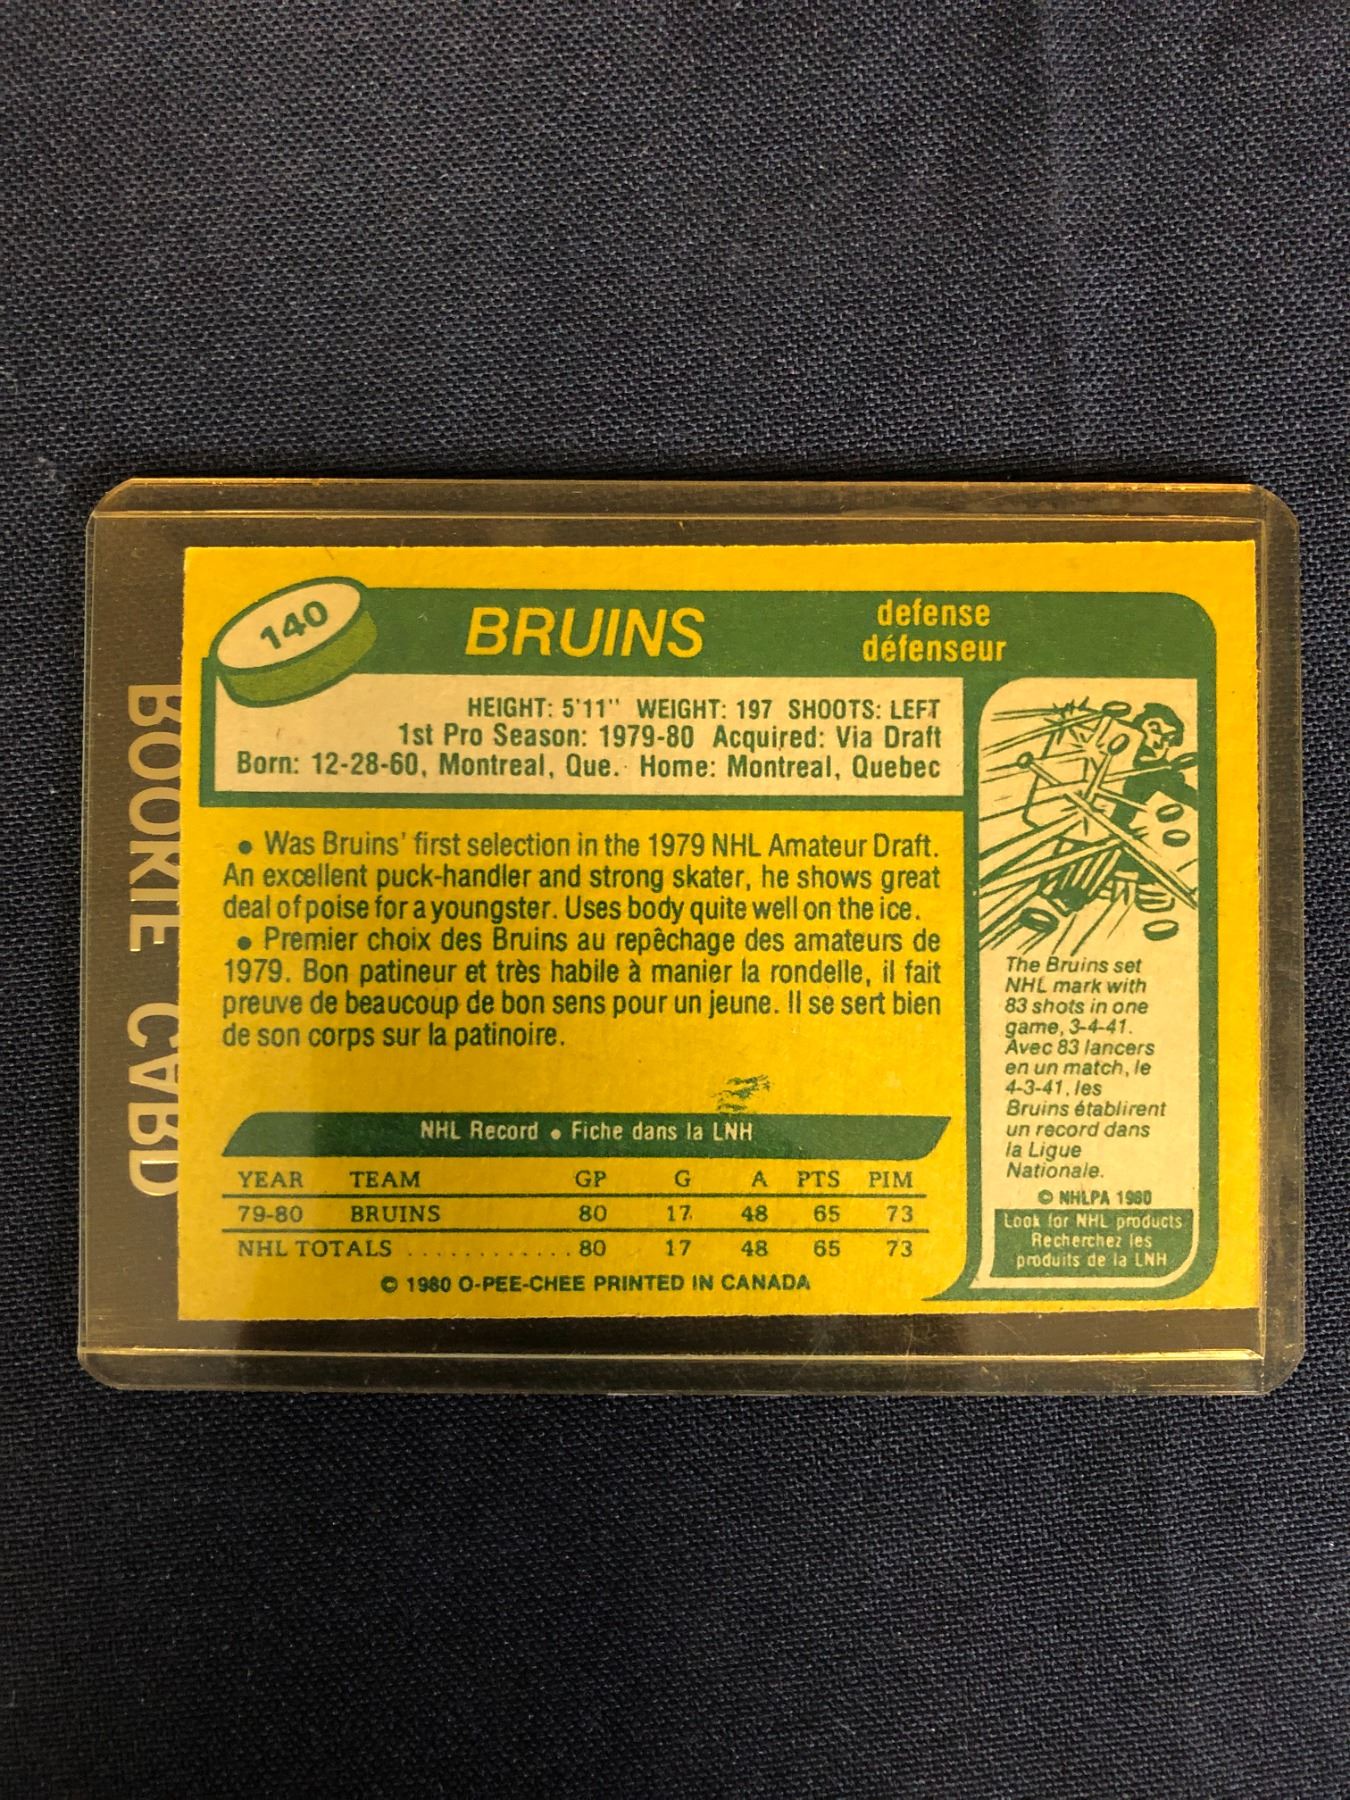 140
BRUINS
defense
défenseur
HEIGHT: 5'11" WEIGHT: 197 SHOOTS: LEFT
1st Pro Season: 1979-80 Acquired: Via Draft
Born: 12-28-60, Montreal, Que. Home: Montreal, Quebec
• Was Bruins' first selection in the 1979 NHL Amateur Draft.
An excellent puck-handler and strong skater, he shows great
deal of poise for a youngster. Uses body quite well on the ice.
• Premier choix des Bruins au repêchage des amateurs de
1979. Bon patineur et très habile à manier la rondelle, il fait
preuve de beaucoup de bon sens pour un jeune. Il se sert bien
de son corps sur la patinoire.
NHL Record • Fiche dans la LNH
YEAR TEAM GP G A PTS PIM
79-80 BRUINS 80 17 48 65 73
NHL TOTALS ............ 80 17 48 65 73
© 1980 O-PEE-CHEE PRINTED IN CANADA
The Bruins set
NHL mark with
83 shots in one
game, 3-4-41.
Avec 83 lancers
en un match, le
4-3-41, les
Bruins établirent
un record dans
la Ligue
Nationale.
© NHLPA 1980
Look for NHL products
Recherchez les
produits de la LNH
ROOKIE CARD